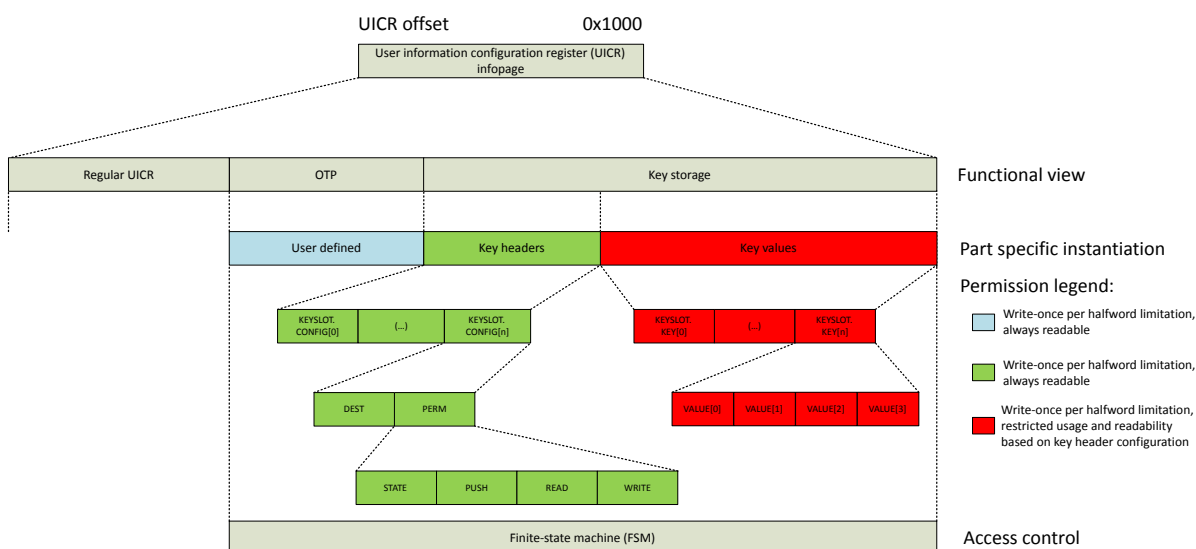 UICR offset 0x1000
User information configuration register (UICR)
infopage
Regular UICR OTP Key storage Functional view
User defined Key headers Key values Part specific instantiation
Permission legend:
Write-once per halfword limitation,
always readable
KEYSLOT.
CONFIG[0]
(...)
KEYSLOT.
CONFIG[n]
KEYSLOT.
KEY[0]
(...)
KEYSLOT.
KEY[n]
Write-once per halfword limitation,
always readable
DEST PERM
VALUE[0] VALUE[1] VALUE[2] VALUE[3]
Write-once per halfword limitation,
restricted usage and readability
based on key header configuration
STATE PUSH READ WRITE
Finite-state machine (FSM) Access control